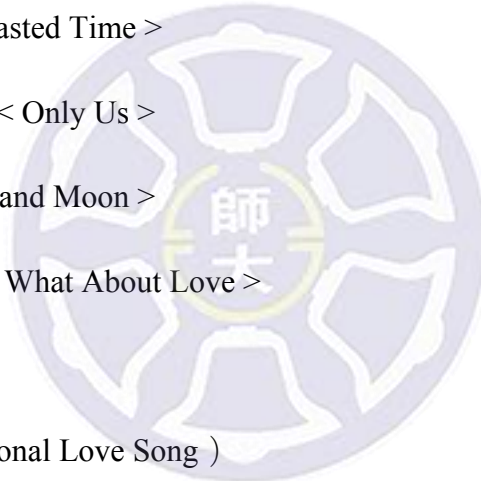 asted Time >
< Only Us >
and Moon >
師
大
What About Love >
onal Love Song ）